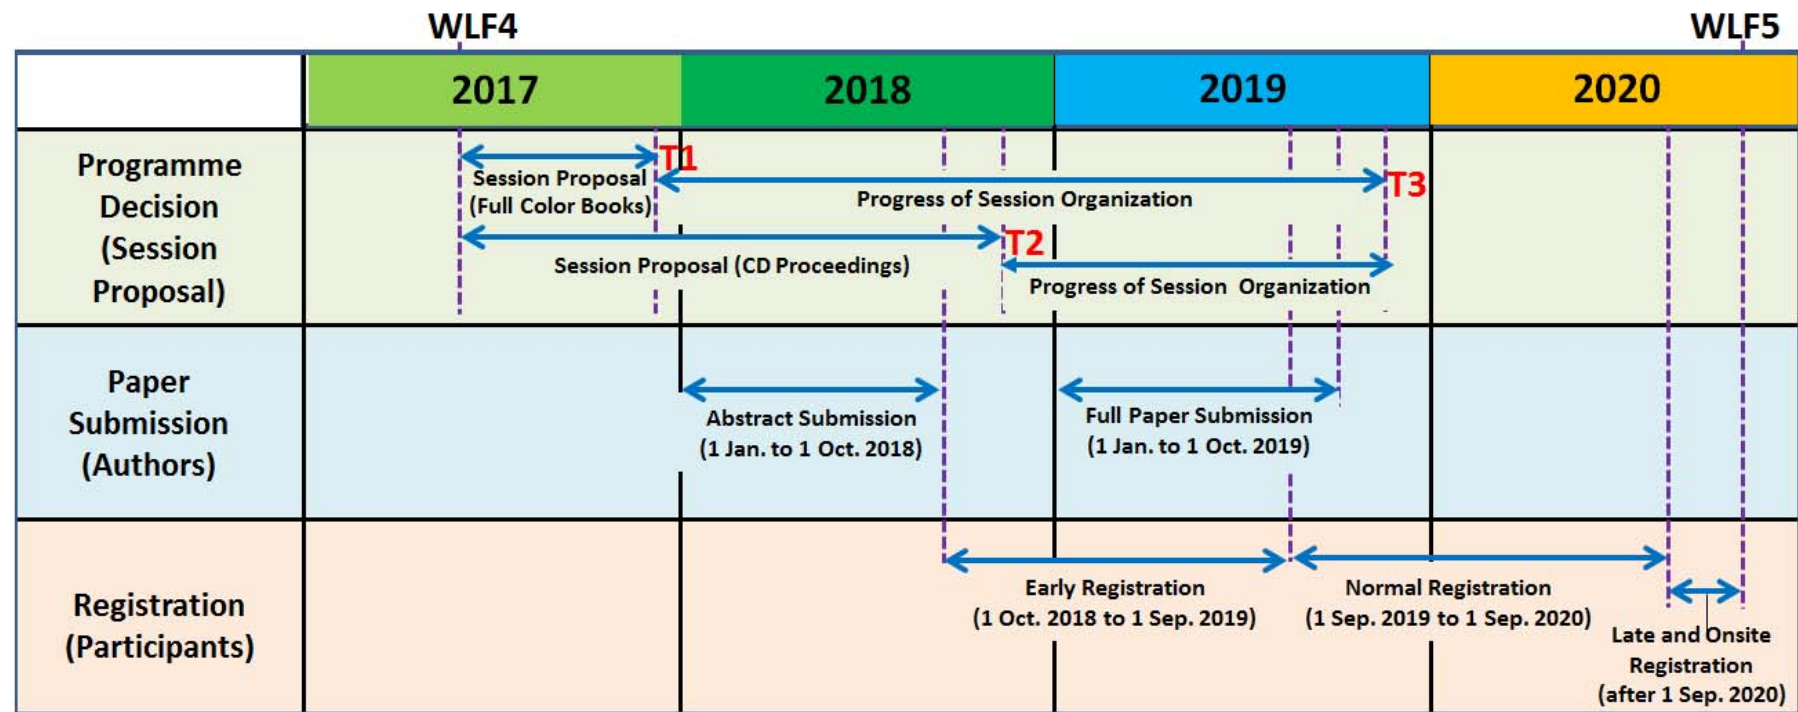 WLF4
WLF5
2017
2018
2019
2020
Programme
Decision
(Session
Proposal)
T1
Session Proposal
(Full Color Books)
Progress of Session Organization
T3
T2
Session Proposal (CD Proceedings)
Progress of Session Organization
Paper
Submission
(Authors)
Abstract Submission
(1 Jan. to 1 Oct. 2018)
Full Paper Submission
(1 Jan. to 1 Oct. 2019)
Registration
(Participants)
Early Registration
(1 Oct. 2018 to 1 Sep. 2019)
Normal Registration
(1 Sep. 2019 to 1 Sep. 2020)
Late and Onsite
Registration
(after 1 Sep. 2020)